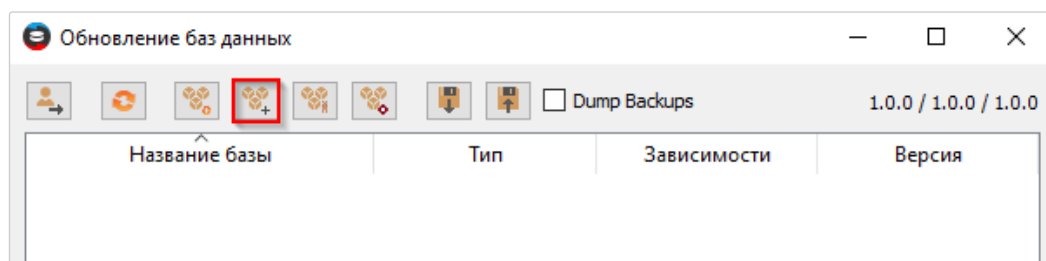 Обновление баз данных
Dump Backups 1.0.0 / 1.0.0 / 1.0.0
Название базы Тип Зависимости Версия